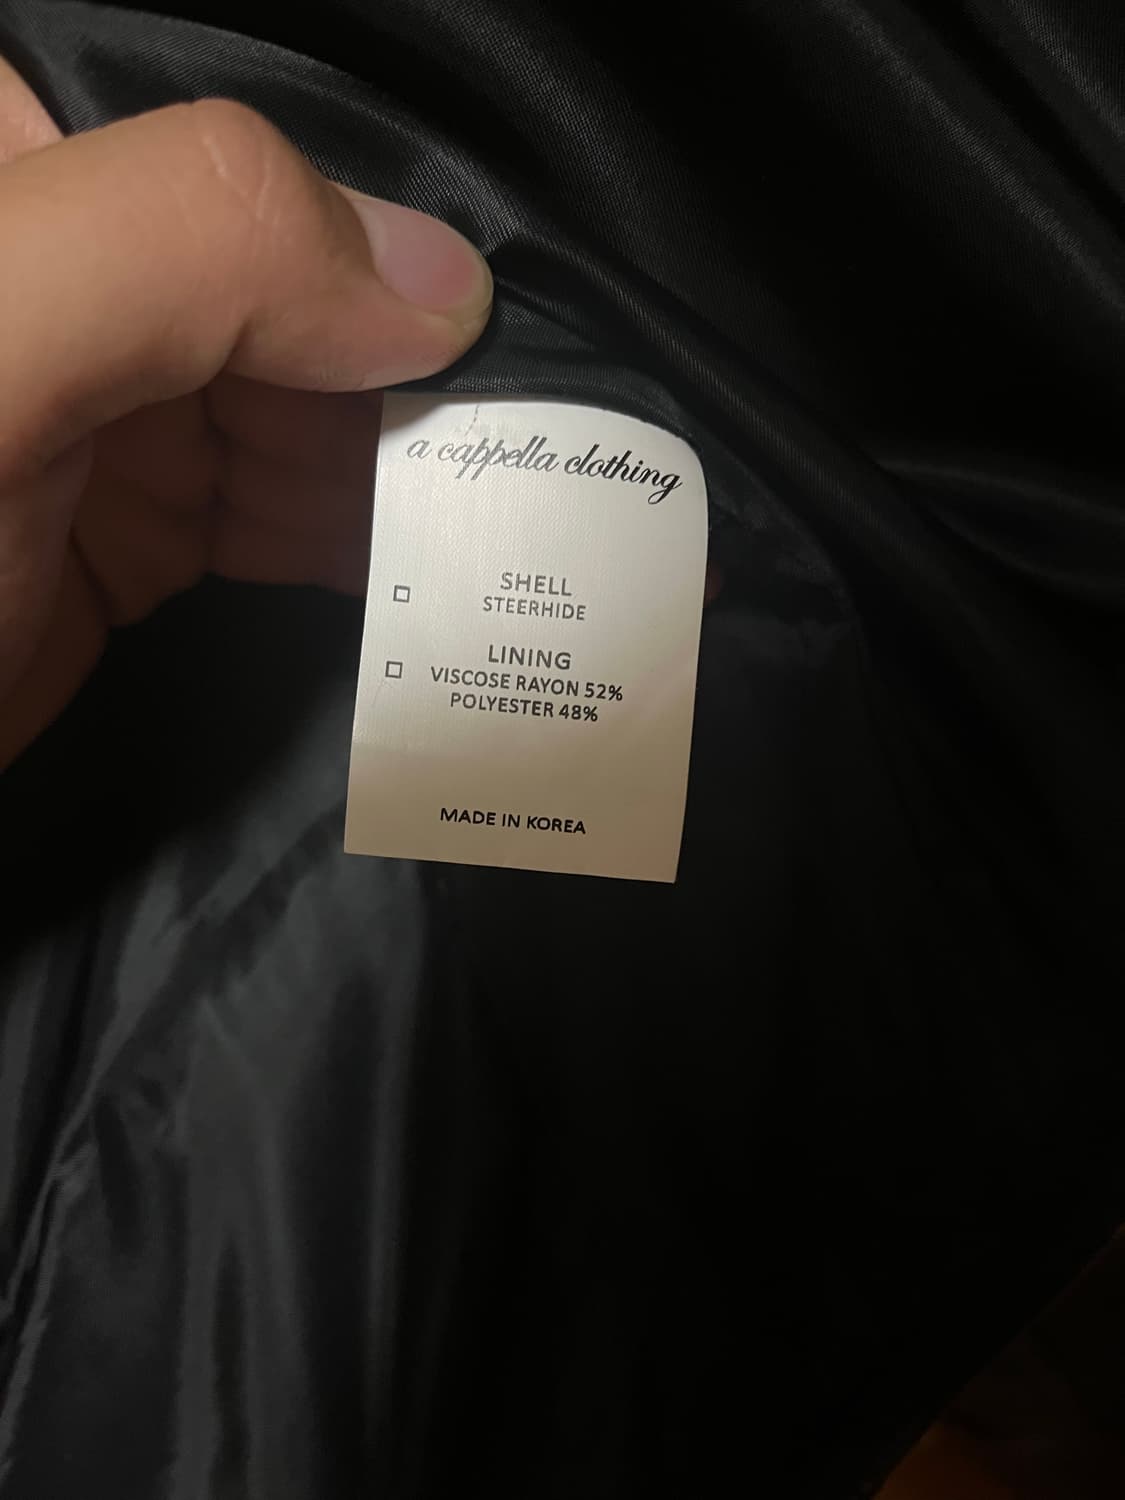 a cappella clothing
□ SHELL
STEERHIDE
□ LINING
VISCOSE RAYON 52%
POLYESTER 48%
MADE IN KOREA